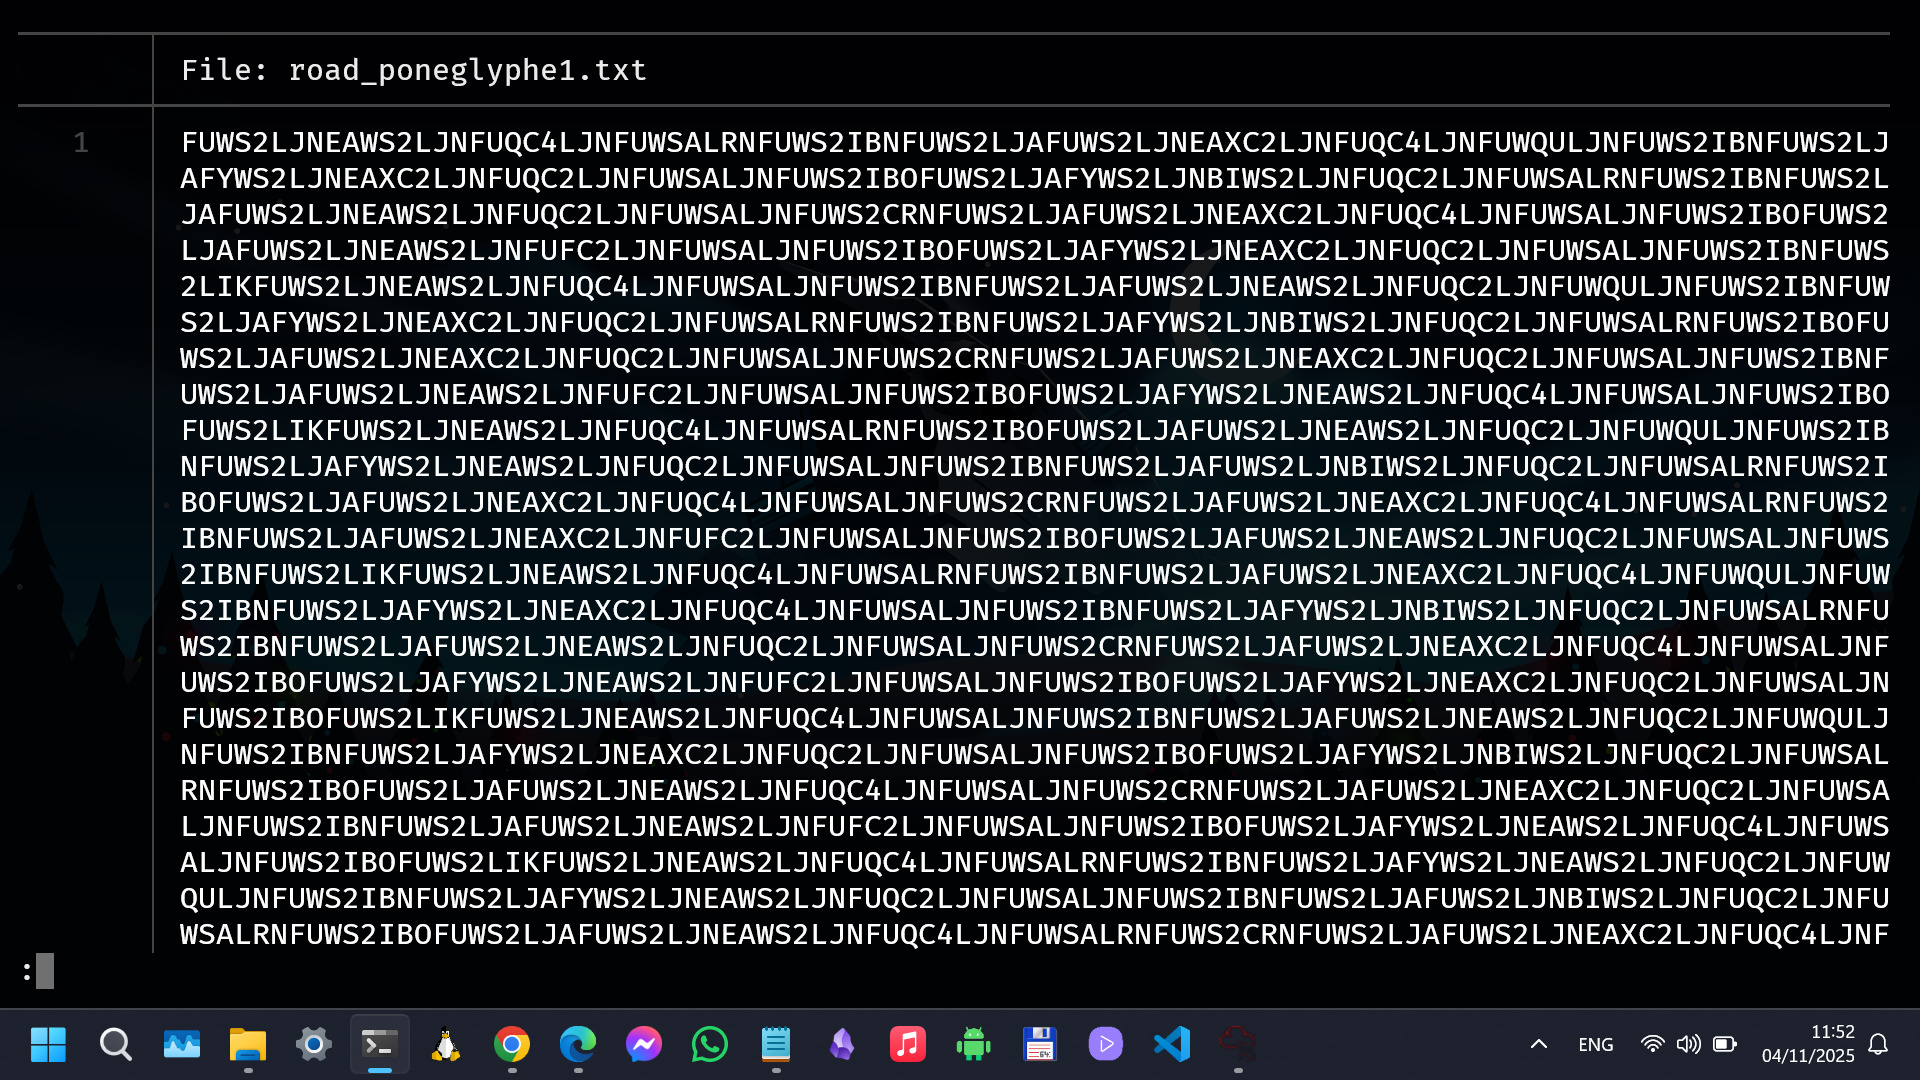 File: road_poneglyphe1.txt
1
FUWS2LJNEAWS2LJNFUQC4LJNFUWSALRNFUWS2IBNFUWS2LJAFUWS2LJNEAXC2LJNFUQC4LJNFUWQULJNFUWS2IBNFUWS2LJ
AFYWS2LJNEAXC2LJNFUQC2LJNFUWSALJNFUWS2IBOFUWS2LJAFYWS2LJNBIWS2LJNFUQC2LJNFUWSALRNFUWS2IBNFUWS2L
JAFUWS2LJNEAWS2LJNFUQC2LJNFUWSALJNFUWS2CRNFUWS2LJAFUWS2LJNEAXC2LJNFUQC4LJNFUWSALJNFUWS2IBOFUWS2
LJAFUWS2LJNEAWS2LJNFUFC2LJNFUWSALJNFUWS2IBOFUWS2LJAFYWS2LJNEAXC2LJNFUQC2LJNFUWSALJNFUWS2IBNFUWS
2LIKFUWS2LJNEAWS2LJNFUQC4LJNFUWSALJNFUWS2IBNFUWS2LJAFUWS2LJNEAWS2LJNFUQC2LJNFUWQULJNFUWS2IBNFUW
S2LJAFYWS2LJNEAXC2LJNFUQC2LJNFUWSALRNFUWS2IBNFUWS2LJAFYWS2LJNBIWS2LJNFUQC2LJNFUWSALRNFUWS2IBOFU
WS2LJAFUWS2LJNEAXC2LJNFUQC2LJNFUWSALJNFUWS2CRNFUWS2LJAFUWS2LJNEAXC2LJNFUQC2LJNFUWSALJNFUWS2IBNF
UWS2LJAFUWS2LJNEAWS2LJNFUFC2LJNFUWSALJNFUWS2IBOFUWS2LJAFYWS2LJNEAWS2LJNFUQC4LJNFUWSALJNFUWS2IBO
FUWS2LIKFUWS2LJNEAWS2LJNFUQC4LJNFUWSALRNFUWS2IBOFUWS2LJAFUWS2LJNEAWS2LJNFUQC2LJNFUWQULJNFUWS2IB
NFUWS2LJAFYWS2LJNEAWS2LJNFUQC2LJNFUWSALJNFUWS2IBNFUWS2LJAFUWS2LJNBIWS2LJNFUQC2LJNFUWSALRNFUWS2I
BOFUWS2LJAFUWS2LJNEAXC2LJNFUQC4LJNFUWSALJNFUWS2CRNFUWS2LJAFUWS2LJNEAXC2LJNFUQC4LJNFUWSALRNFUWS2
IBNFUWS2LJAFUWS2LJNEAXC2LJNFUFC2LJNFUWSALJNFUWS2IBOFUWS2LJAFUWS2LJNEAWS2LJNFUQC2LJNFUWSALJNFUWS
2IBNFUWS2LIKFUWS2LJNEAWS2LJNFUQC4LJNFUWSALRNFUWS2IBNFUWS2LJAFUWS2LJNEAXC2LJNFUQC4LJNFUWQULJNFUW
S2IBNFUWS2LJAFYWS2LJNEAXC2LJNFUQC4LJNFUWSALJNFUWS2IBNFUWS2LJAFYWS2LJNBIWS2LJNFUQC2LJNFUWSALRNFU
WS2IBNFUWS2LJAFUWS2LJNEAWS2LJNFUQC2LJNFUWSALJNFUWS2CRNFUWS2LJAFUWS2LJNEAXC2LJNFUQC4LJNFUWSALJNF
UWS2IBOFUWS2LJAFYWS2LJNEAWS2LJNFUFC2LJNFUWSALJNFUWS2IBOFUWS2LJAFYWS2LJNEAXC2LJNFUQC2LJNFUWSALJN
FUWS2IBOFUWS2LIKFUWS2LJNEAWS2LJNFUQC4LJNFUWSALJNFUWS2IBNFUWS2LJAFUWS2LJNEAWS2LJNFUQC2LJNFUWQULJ
NFUWS2IBNFUWS2LJAFYWS2LJNEAXC2LJNFUQC2LJNFUWSALJNFUWS2IBOFUWS2LJAFYWS2LJNBIWS2LJNFUQC2LJNFUWSAL
RNFUWS2IBOFUWS2LJAFUWS2LJNEAWS2LJNFUQC4LJNFUWSALJNFUWS2CRNFUWS2LJAFUWS2LJNEAXC2LJNFUQC2LJNFUWSA
LJNFUWS2IBNFUWS2LJAFUWS2LJNEAWS2LJNFUFC2LJNFUWSALJNFUWS2IBOFUWS2LJAFYWS2LJNEAWS2LJNFUQC4LJNFUWS
ALJNFUWS2IBOFUWS2LIKFUWS2LJNEAWS2LJNFUQC4LJNFUWSALRNFUWS2IBNFUWS2LJAFYWS2LJNEAWS2LJNFUQC2LJNFUW
QULJNFUWS2IBNFUWS2LJAFYWS2LJNEAWS2LJNFUQC2LJNFUWSALJNFUWS2IBNFUWS2LJAFUWS2LJNBIWS2LJNFUQC2LJNFU
WSALRNFUWS2IBOFUWS2LJAFUWS2LJNEAWS2LJNFUQC4LJNFUWSALRNFUWS2CRNFUWS2LJAFUWS2LJNEAXC2LJNFUQC4LJNF
:
64
ENG
11:52
04/11/2025